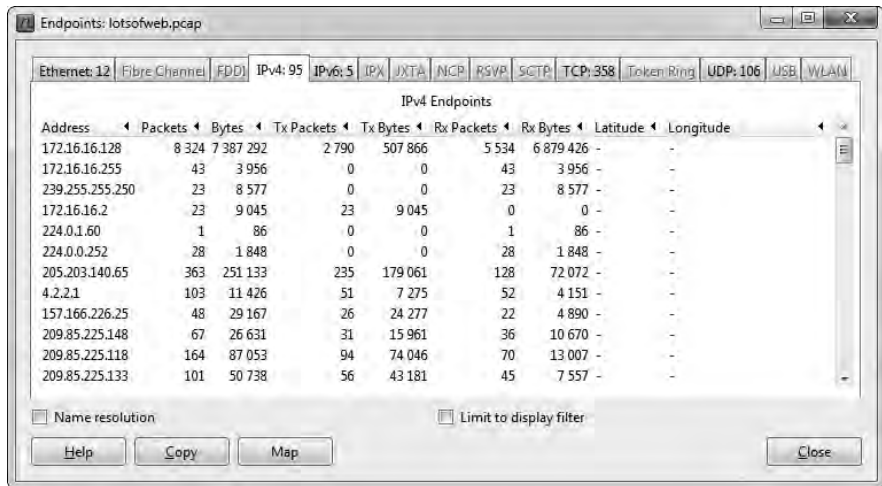 Endpoints: lotsofweb.pcap
Ethernet: 12 Fibre Channel FDDI IPv4: 95 IPv6: 5 IPX JXTA NCP RSVP SCTP TCP: 358 Token Ring UDP: 106 USB WLAN
IPv4 Endpoints
Address Packets Bytes Tx Packets Tx Bytes Rx Packets Rx Bytes Latitude Longitude
172.16.16.128 8 324 7 387 292 2 790 507 866 5 534 6 879 426 - -
172.16.16.255 43 3 956 0 0 43 3 956 - -
239.255.255.250 23 8 577 0 0 23 8 577 - -
172.16.16.2 23 9 045 23 9 045 0 0 - -
224.0.1.60 1 86 0 0 1 86 - -
224.0.0.252 28 1 848 0 0 28 1 848 - -
205.203.140.65 363 251 133 235 179 061 128 72 072 - -
4.2.2.1 103 11 426 51 7 275 52 4 151 - -
157.166.226.25 48 29 167 26 24 277 22 4 890 - -
209.85.225.148 67 26 631 31 15 961 36 10 670 - -
209.85.225.118 164 87 053 94 74 046 70 13 007 - -
209.85.225.133 101 50 738 56 43 181 45 7 557 - -
Name resolution Limit to display filter
Help Copy Map Close